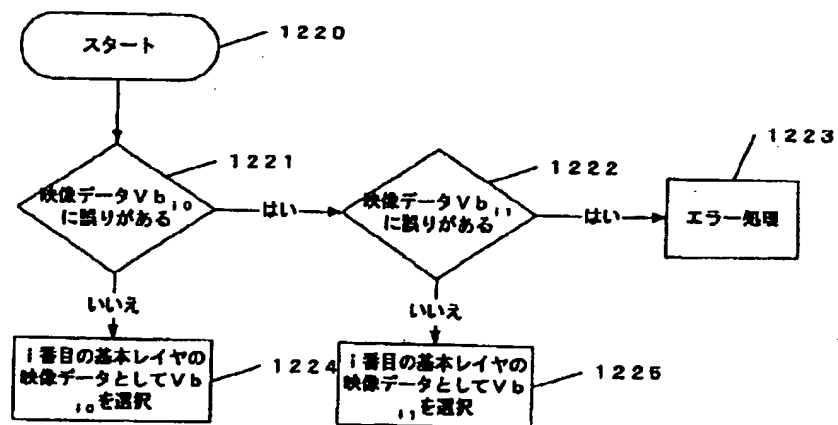 スタート
1220
1221
映像データVb i0
に誤りがある
はい
1222
映像データVb i1
に誤りがある
はい
1223
エラー処理
いいえ
いいえ
i番目の基本レイヤの
映像データとしてVb
i0を選択
1224
i番目の基本レイヤの
映像データとしてVb
i1を選択
1225